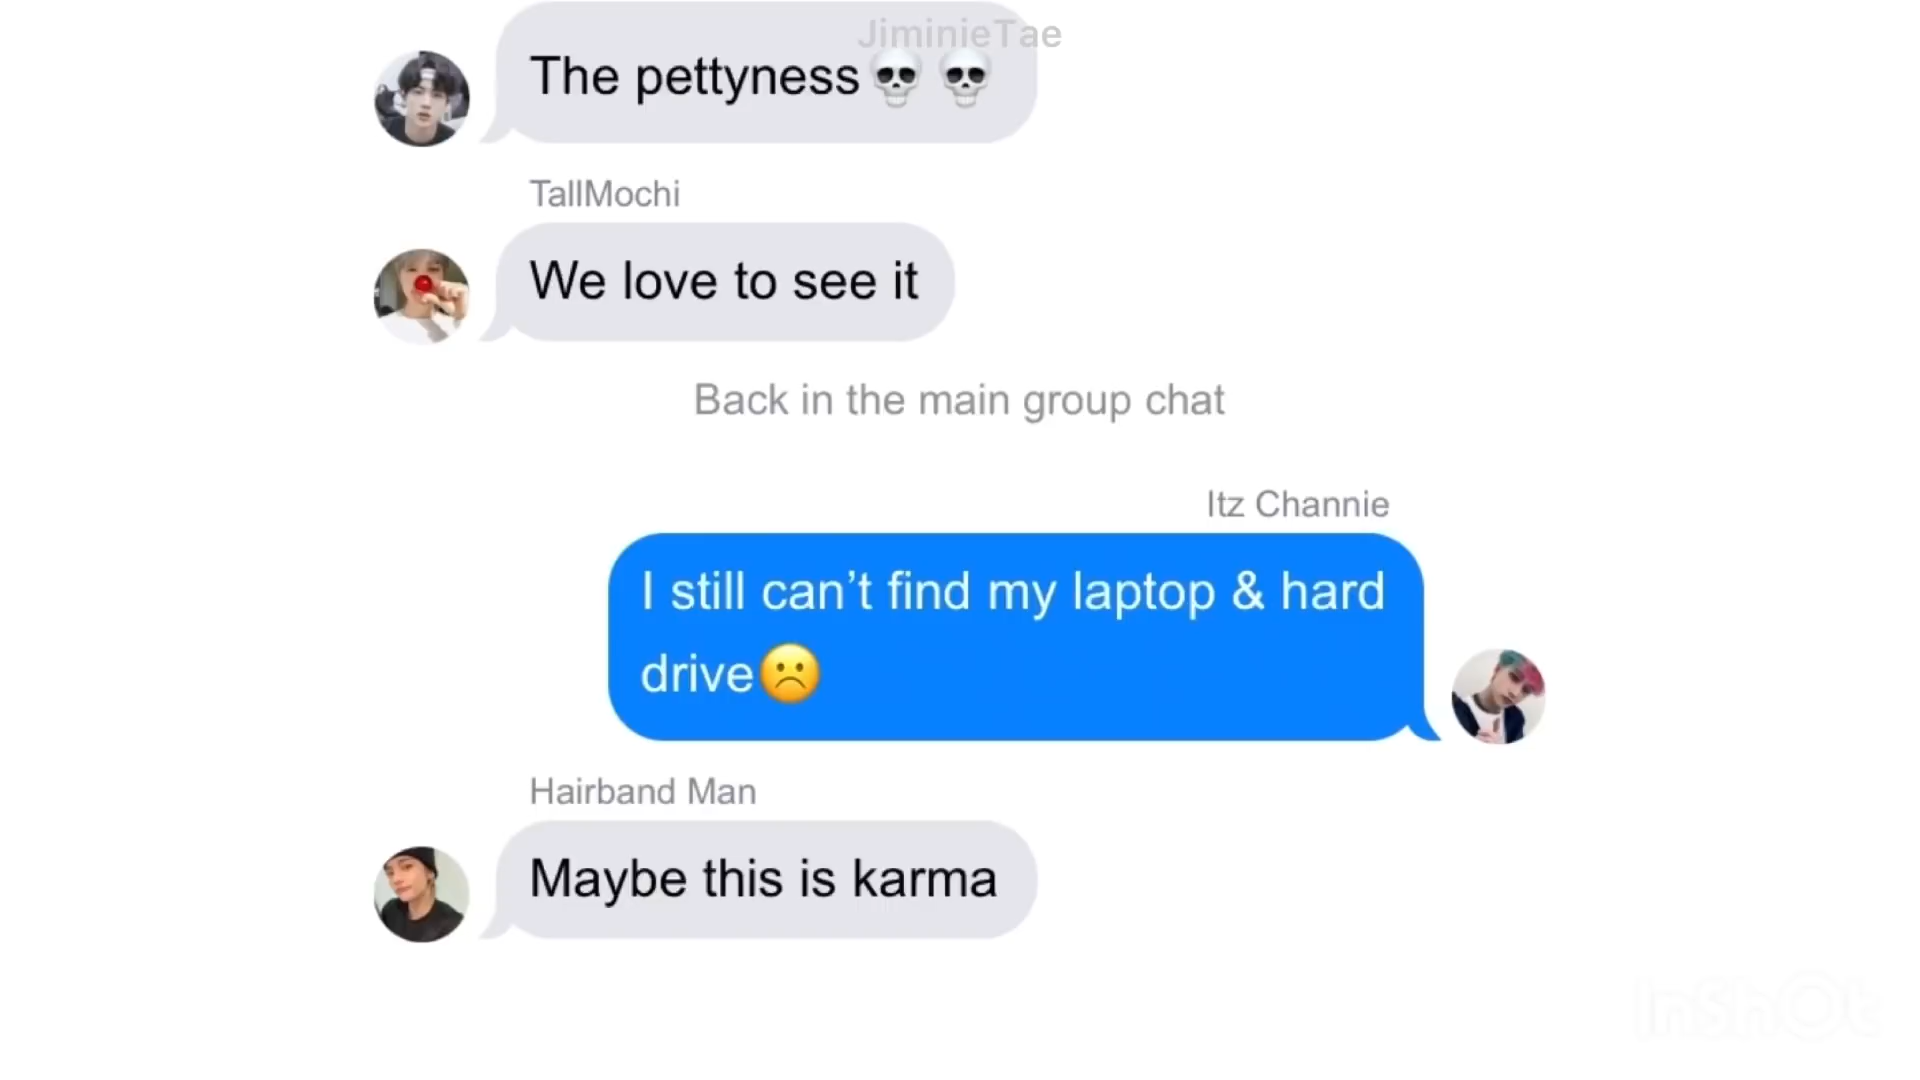 JiminieTae
The pettyness💀💀
TallMochi
We love to see it
Back in the main group chat
Itz Channie
I still can’t find my laptop & hard
drive☹️
Hairband Man
Maybe this is karma
InShOt